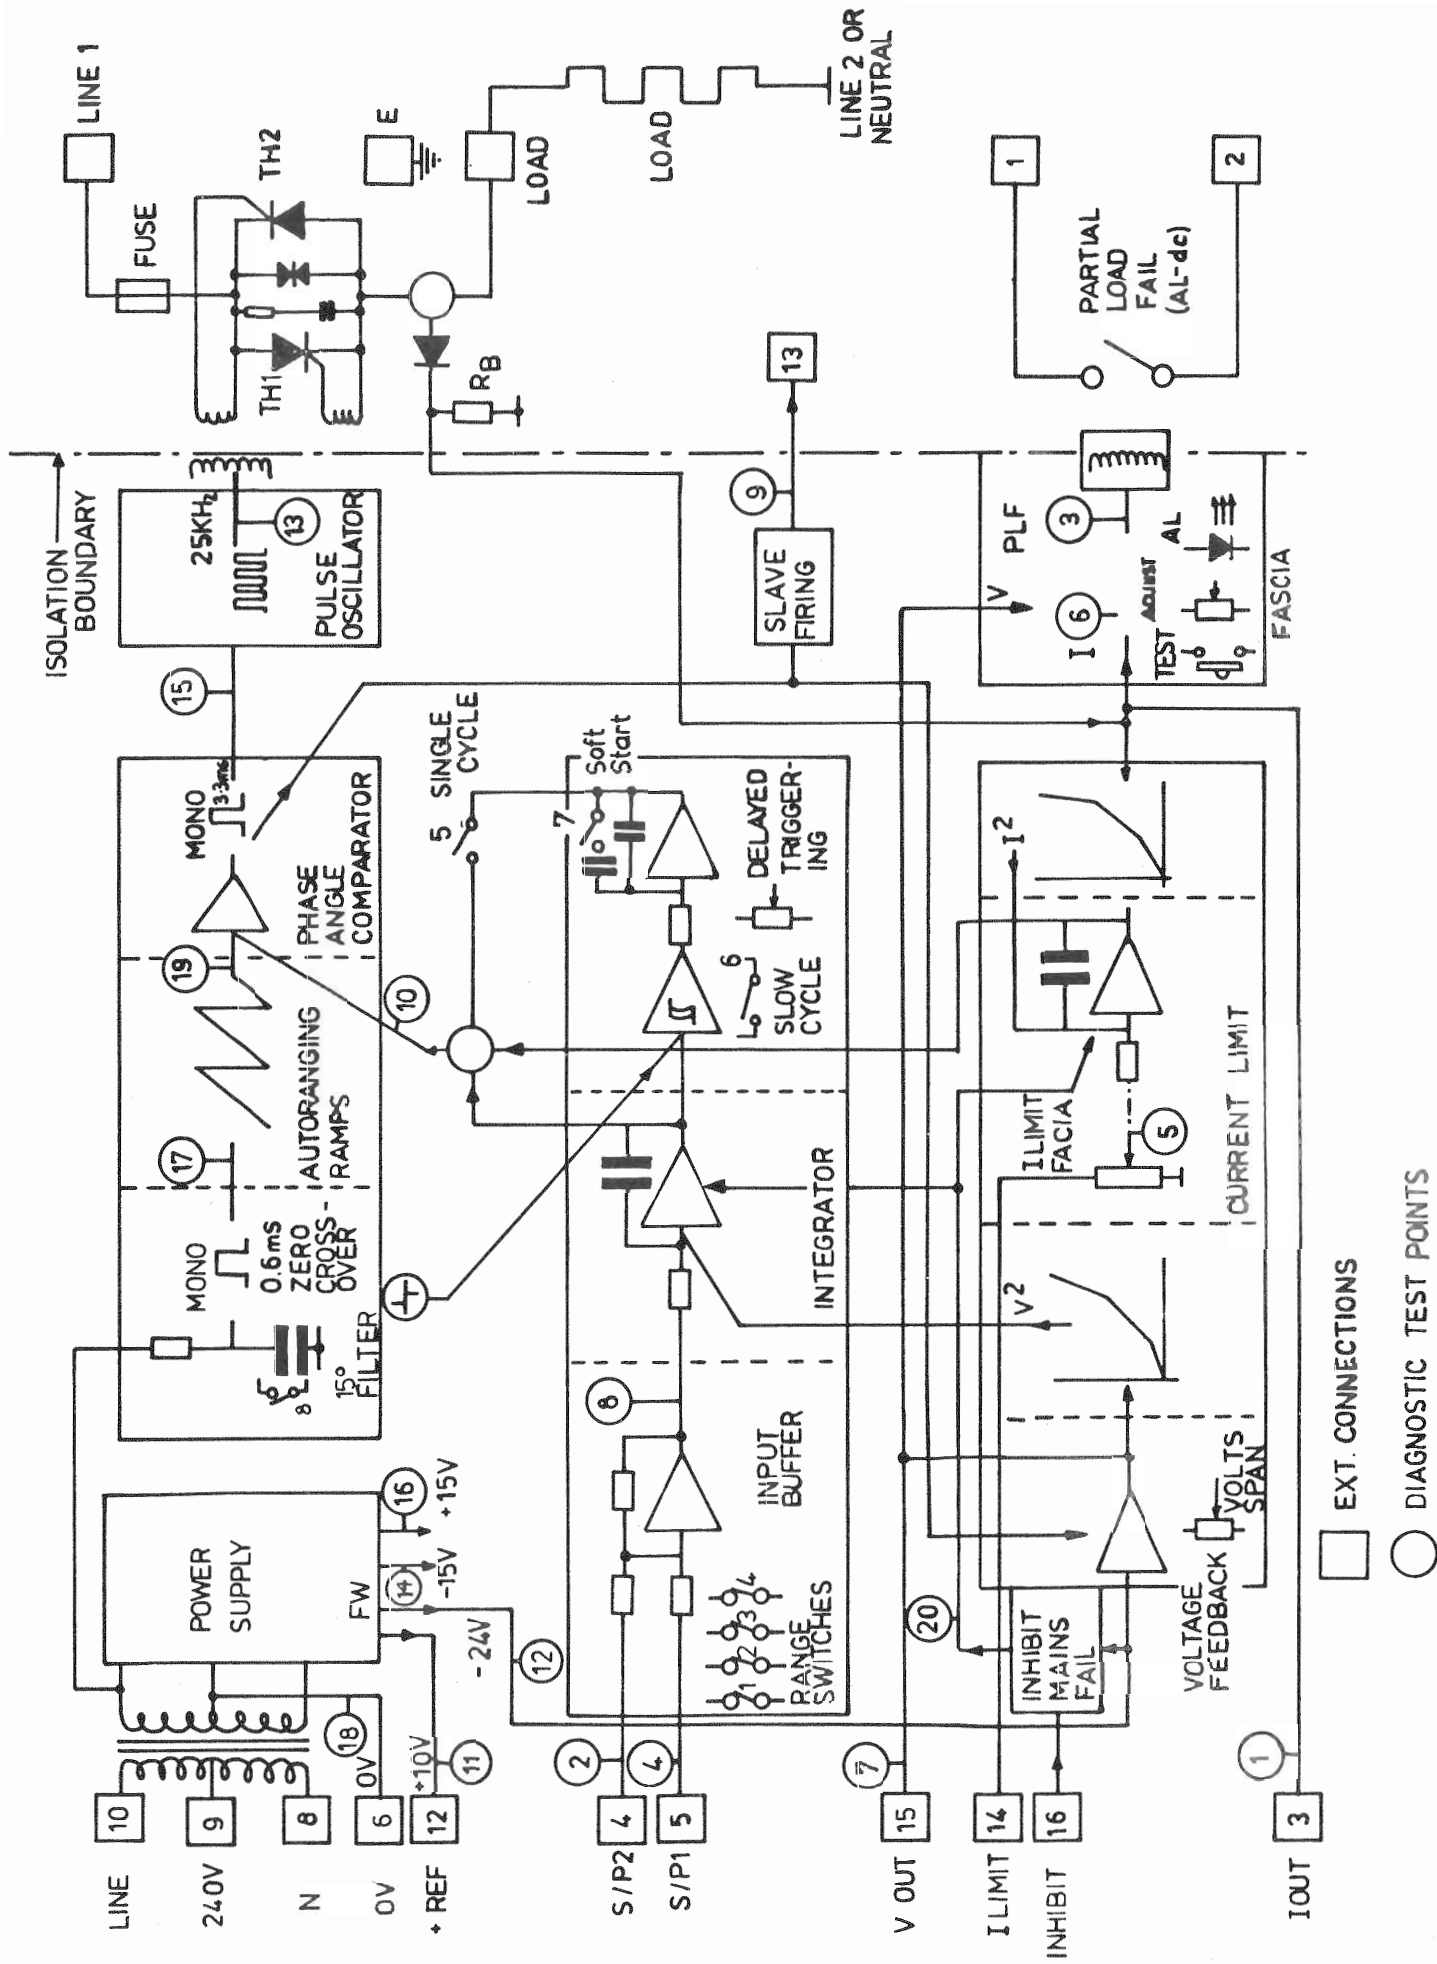 LINE
10
240V
9
N
8
0V
6
+ REF
12
0V
18
+10V
11
POWER
SUPPLY
FW
-24V
12
14
-15V
16
+15V
8
15°
FILTER
MONO
0.6ms
ZERO
CROSS-
OVER
17
AUTORANGING
RAMPS
19
10
PHASE
ANGLE
COMPARATOR
MONO
3.3ms
15
ISOLATION
BOUNDARY
25KHz
13
PULSE
OSCILLATOR
LINE 1
FUSE
TH1
TH2
E
LOAD
LOAD
LINE 2 OR
NEUTRAL
RB
S/P2
4
2
S/P1
5
4
1
2
3
4
RANGE
SWITCHES
INPUT
BUFFER
8
INTEGRATOR
6
SLOW
CYCLE
DELAYED
TRIGGER-
ING
7
Soft
Start
5
SINGLE
CYCLE
SLAVE
FIRING
9
13
V OUT
15
7
I LIMIT
14
INHIBIT
16
20
INHIBIT
MAINS
FAIL
VOLTAGE
FEEDBACK
VOLTS
SPAN
V2
I LIMIT
FACIA
5
CURRENT LIMIT
I2
V
PLF
I
6
3
TEST
ADJUST
AL
FASCIA
PARTIAL
LOAD
FAIL
(AL-dc)
1
2
I OUT
3
1
EXT. CONNECTIONS
DIAGNOSTIC TEST POINTS